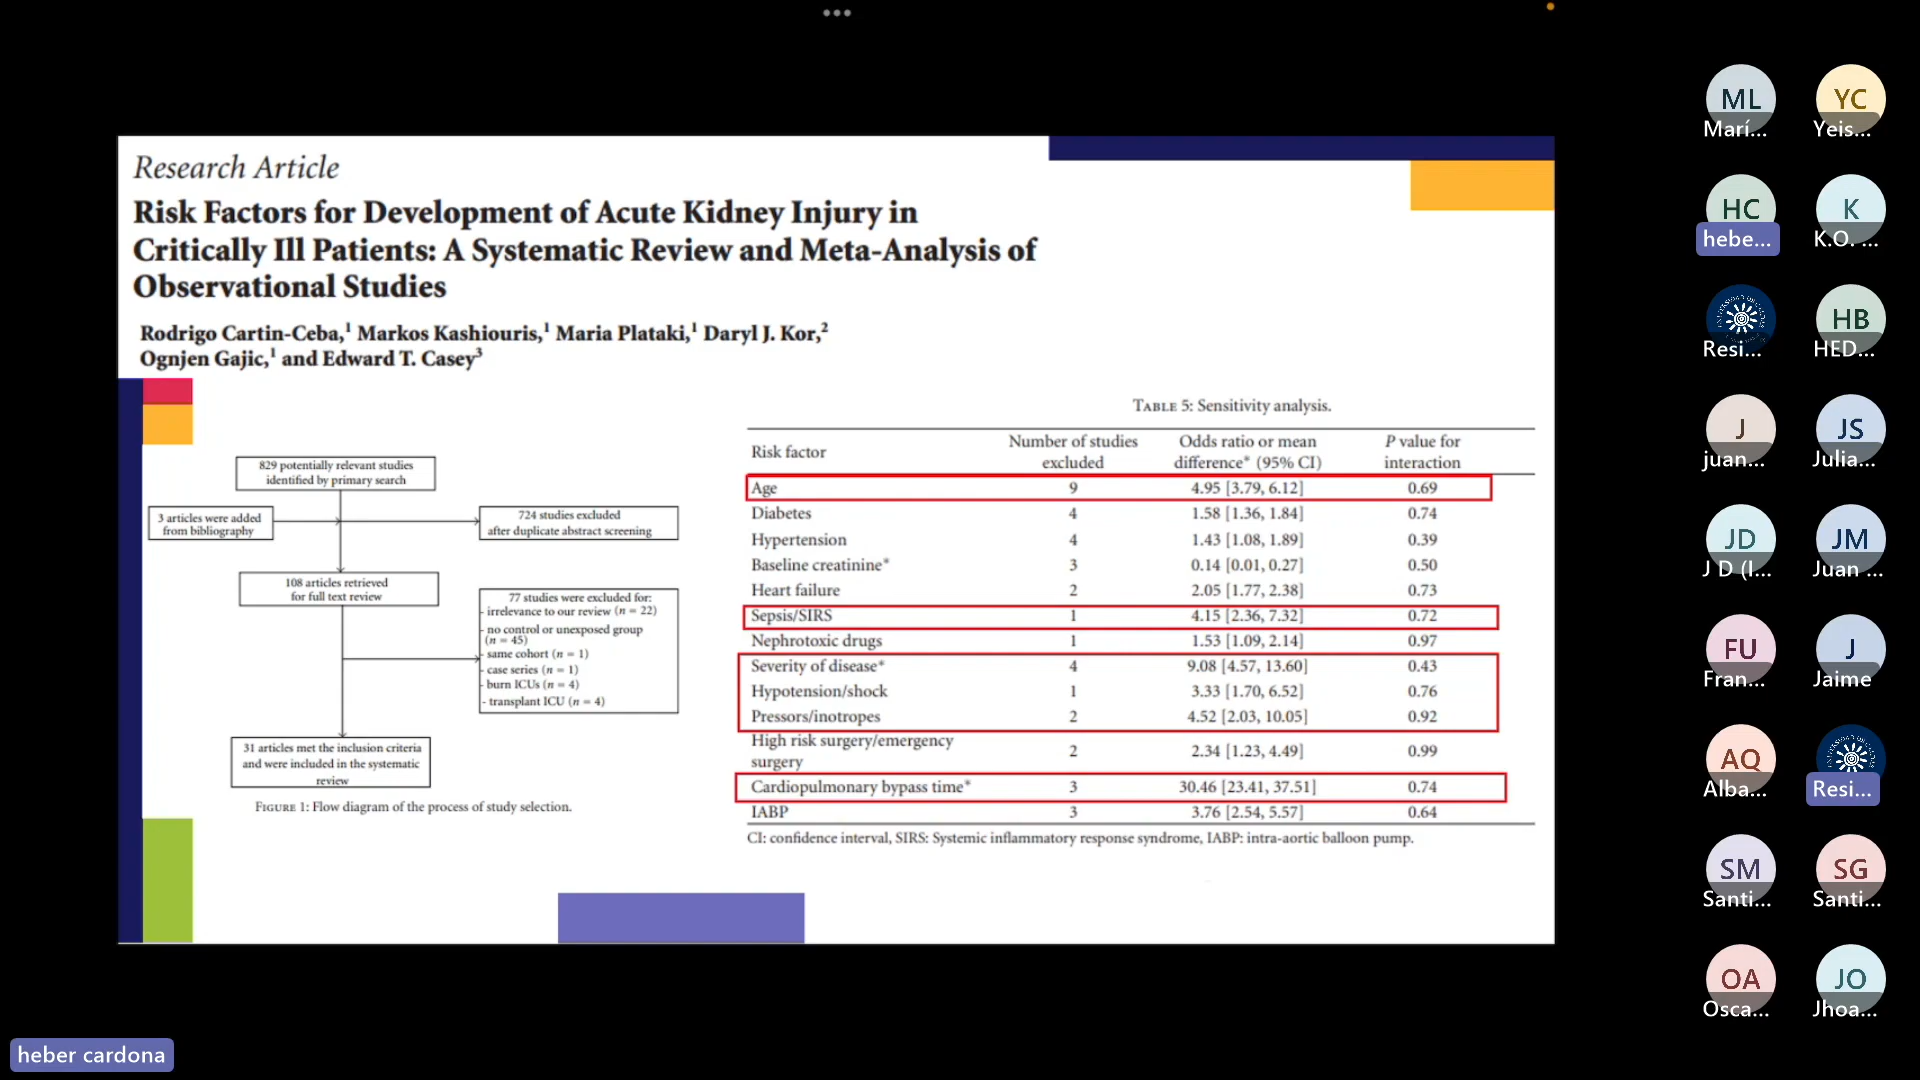 Research Article
Risk Factors for Development of Acute Kidney Injury in
Critically Ill Patients: A Systematic Review and Meta-Analysis of
Observational Studies
Rodrigo Cartin-Ceba,1 Markos Kashiouris,1 Maria Plataki,1 Daryl J. Kor,2
Ognjen Gajic,1 and Edward T. Casey3
829 potentially relevant studies
identified by primary search
3 articles were added
from bibliography
724 studies excluded
after duplicate abstract screening
108 articles retrieved
for full text review
77 studies were excluded for:
- irrelevance to our review (n = 22)
- no control or unexposed group
(n = 45)
- same cohort (n = 1)
- case series (n = 1)
- burn ICUs (n = 4)
- transplant ICU (n = 4)
31 articles met the inclusion criteria
and were included in the systematic
review
FIGURE 1: Flow diagram of the process of study selection.
TABLE 5: Sensitivity analysis.
Risk factor Number of studies excluded Odds ratio or mean difference* (95% CI) P value for interaction
Age 9 4.95 [3.79, 6.12] 0.69
Diabetes 4 1.58 [1.36, 1.84] 0.74
Hypertension 4 1.43 [1.08, 1.89] 0.39
Baseline creatinine* 3 0.14 [0.01, 0.27] 0.50
Heart failure 2 2.05 [1.77, 2.38] 0.73
Sepsis/SIRS 1 4.15 [2.36, 7.32] 0.72
Nephrotoxic drugs 1 1.53 [1.09, 2.14] 0.97
Severity of disease* 4 9.08 [4.57, 13.60] 0.43
Hypotension/shock 1 3.33 [1.70, 6.52] 0.76
Pressors/inotropes 2 4.52 [2.03, 10.05] 0.92
High risk surgery/emergency surgery 2 2.34 [1.23, 4.49] 0.99
Cardiopulmonary bypass time* 3 30.46 [23.41, 37.51] 0.74
IABP 3 3.76 [2.54, 5.57] 0.64
CI: confidence interval, SIRS: Systemic inflammatory response syndrome, IABP: intra-aortic balloon pump.
ML YC
Marí... Yeis...
HC K
hebe... K.O. ...
HB
Resi... HED...
J JS
juan... Julia...
JD JM
J D (I... Juan ...
FU J
Fran... Jaime
AQ
Alba... Resi...
SM SG
Santi... Santi...
OA JO
Osca... Jhoa...
heber cardona